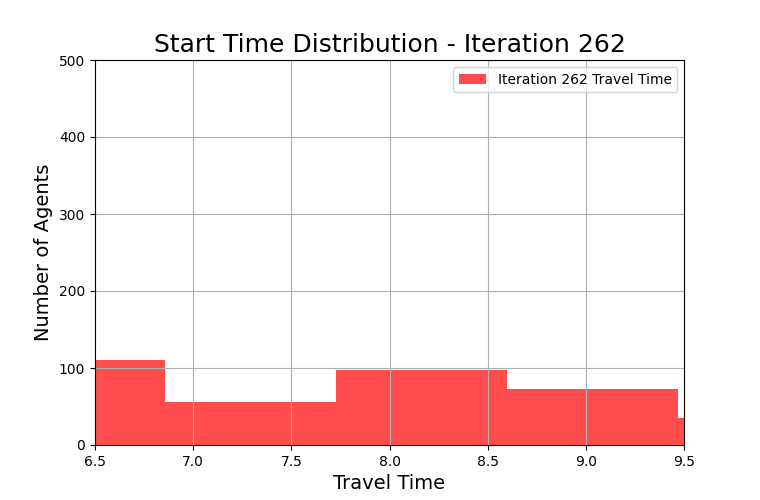 Start Time Distribution - Iteration 262
Iteration 262 Travel Time
Number of Agents
500
400
300
200
100
0
6.5 7.0 7.5 8.0 8.5 9.0 9.5
Travel Time